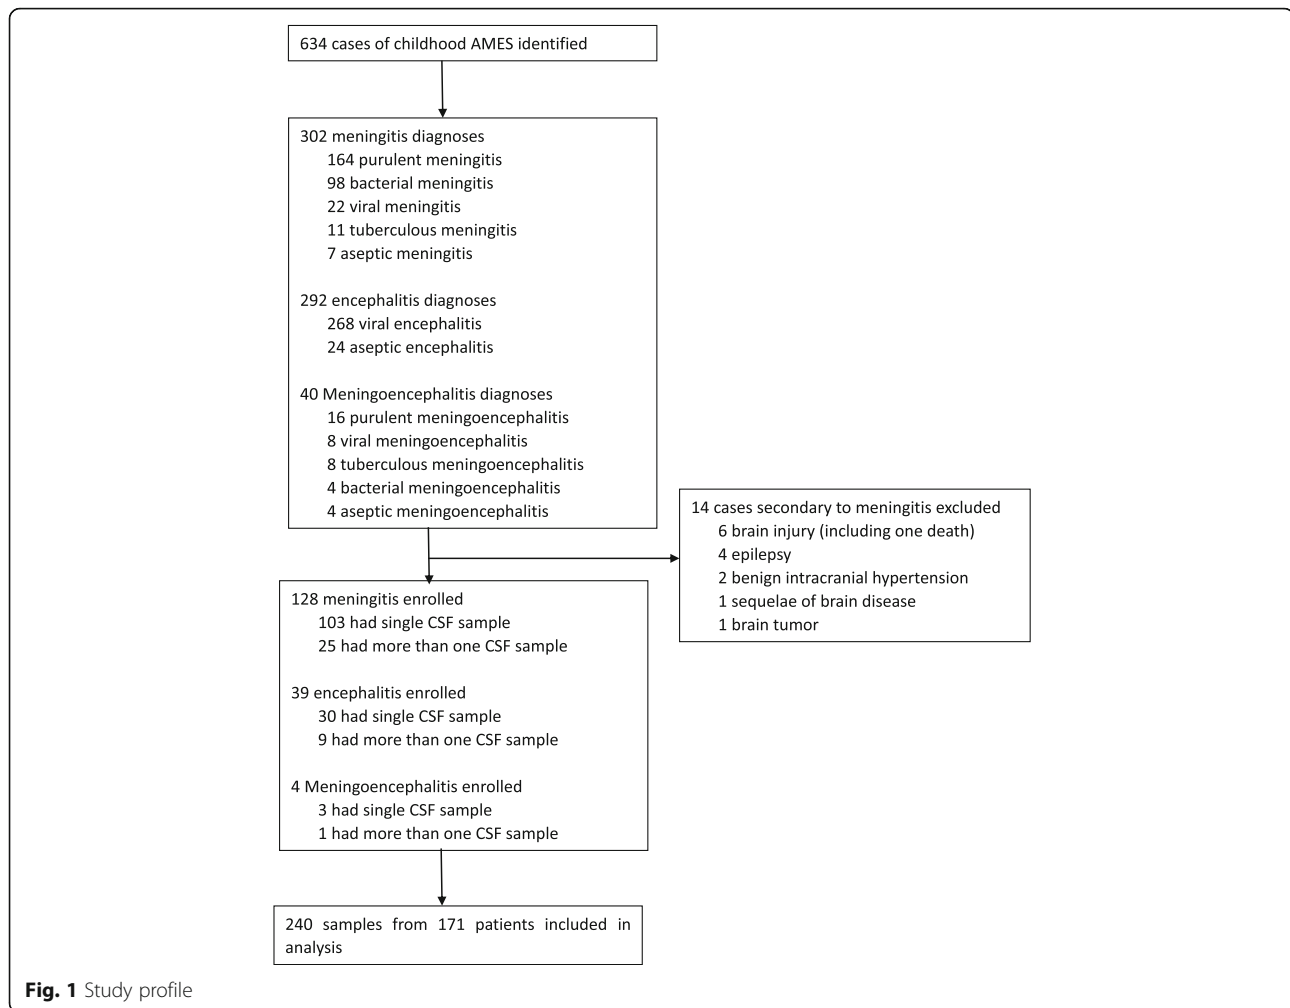 634 cases of childhood AMES identified
302 meningitis diagnoses
164 purulent meningitis
98 bacterial meningitis
22 viral meningitis
11 tuberculous meningitis
7 aseptic meningitis
292 encephalitis diagnoses
268 viral encephalitis
24 aseptic encephalitis
40 Meningoencephalitis diagnoses
16 purulent meningoencephalitis
8 viral meningoencephalitis
8 tuberculous meningoencephalitis
4 bacterial meningoencephalitis
4 aseptic meningoencephalitis
14 cases secondary to meningitis excluded
6 brain injury (including one death)
4 epilepsy
2 benign intracranial hypertension
1 sequelae of brain disease
1 brain tumor
128 meningitis enrolled
103 had single CSF sample
25 had more than one CSF sample
39 encephalitis enrolled
30 had single CSF sample
9 had more than one CSF sample
4 Meningoencephalitis enrolled
3 had single CSF sample
1 had more than one CSF sample
240 samples from 171 patients included in
analysis
Fig. 1 Study profile